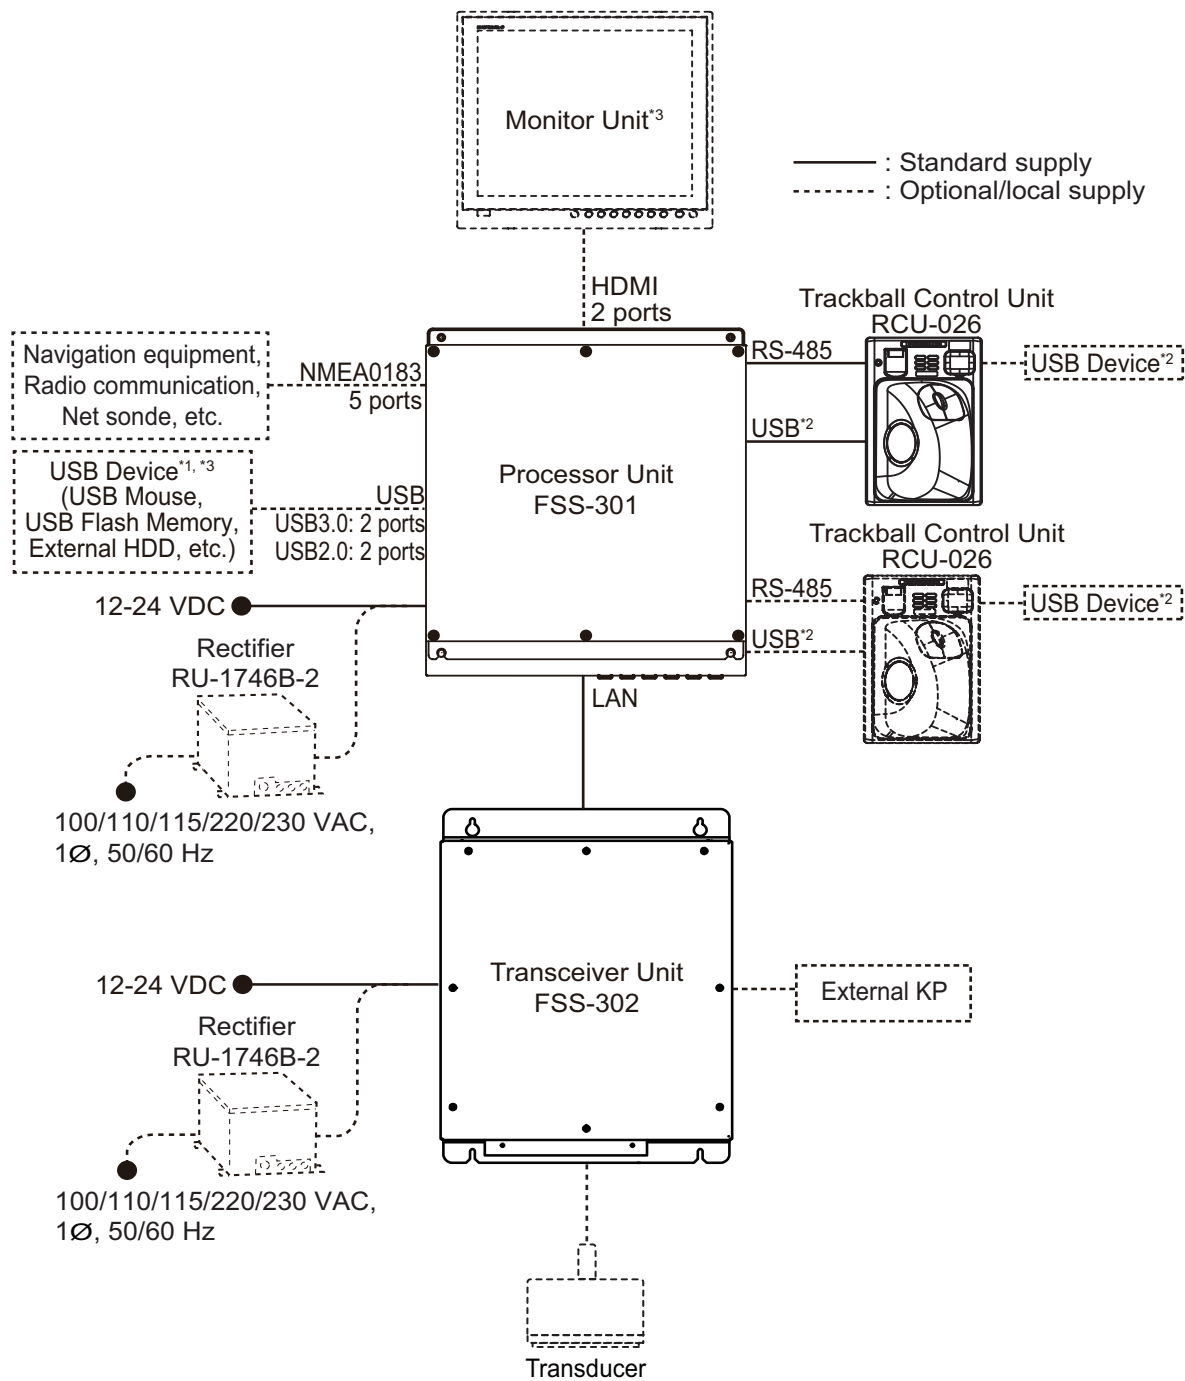 Monitor Unit*3
: Standard supply
: Optional/local supply
HDMI
2 ports
Trackball Control Unit
RCU-026
Navigation equipment,
Radio communication,
Net sonde, etc.
NMEA0183
5 ports
RS-485
USB Device*2
USB*2
USB Device*1, *3
(USB Mouse,
USB Flash Memory,
External HDD, etc.)
USB
USB3.0: 2 ports
USB2.0: 2 ports
Processor Unit
FSS-301
Trackball Control Unit
RCU-026
RS-485
USB Device*2
USB*2
12-24 VDC
Rectifier
RU-1746B-2
LAN
100/110/115/220/230 VAC,
1Ø, 50/60 Hz
12-24 VDC
Transceiver Unit
FSS-302
External KP
Rectifier
RU-1746B-2
100/110/115/220/230 VAC,
1Ø, 50/60 Hz
Transducer